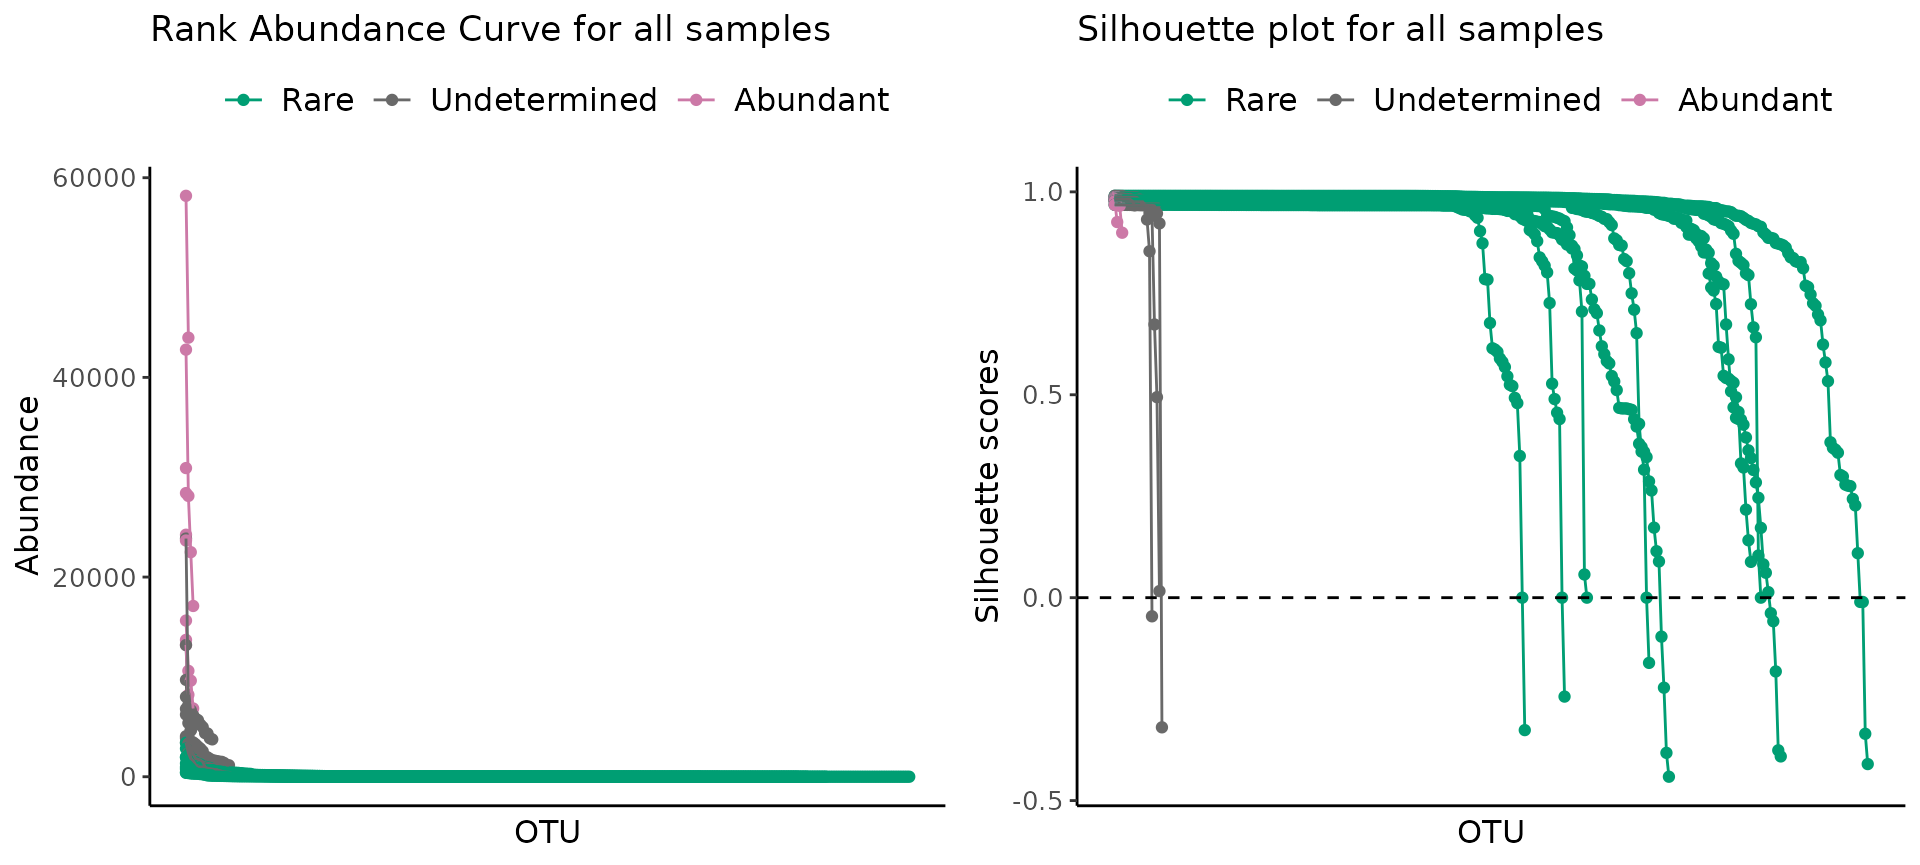 Rank Abundance Curve for all samples
Rare Undetermined Abundant
60000
40000
20000
0
Abundance
OTU
Silhouette plot for all samples
Rare Undetermined Abundant
1.0
0.5
0.0
-0.5
Silhouette scores
OTU